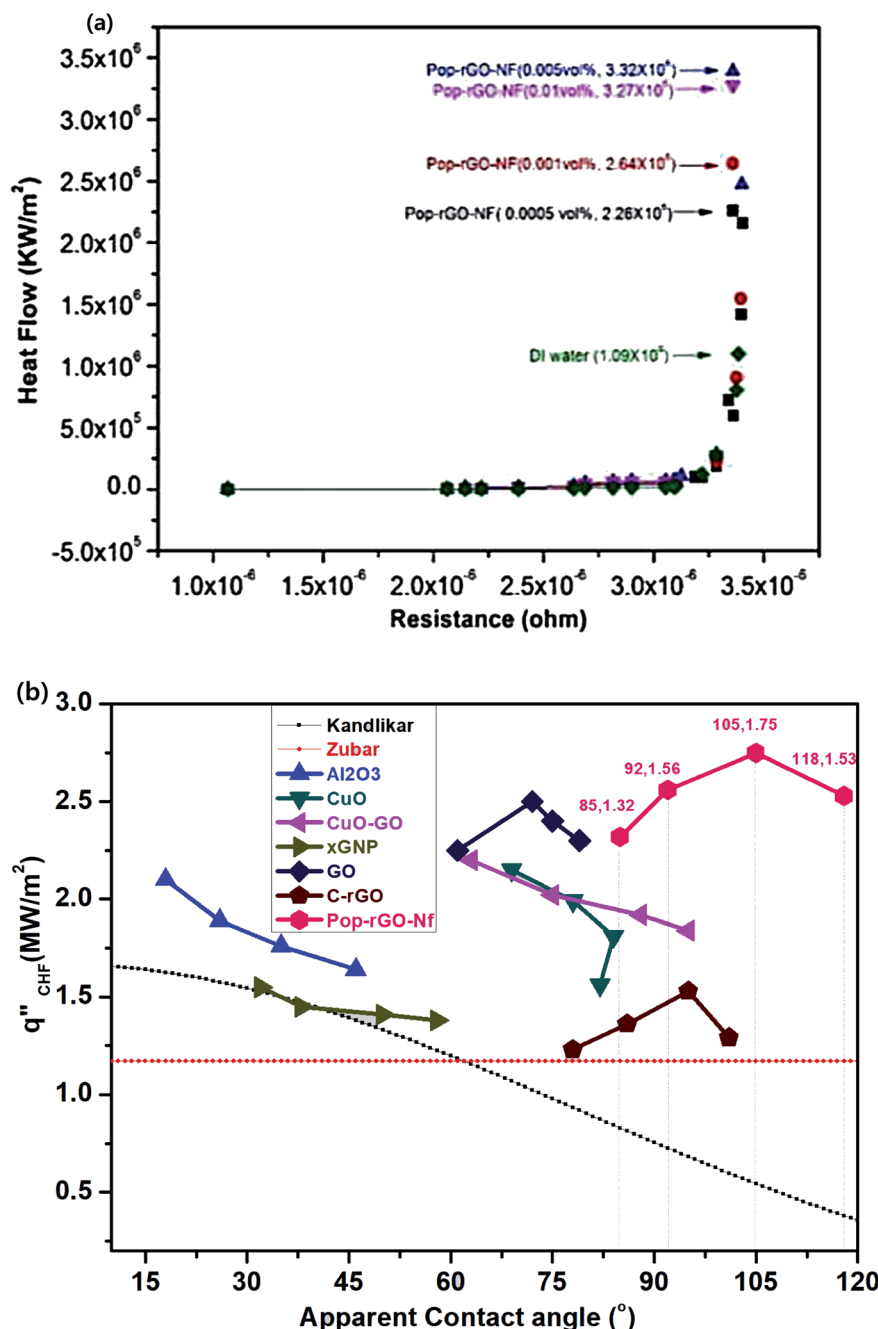 (a)
3.5x10⁶
3.0x10⁶
2.5x10⁶
2.0x10⁶
1.5x10⁶
1.0x10⁶
5.0x10⁵
0.0
-5.0x10⁵
Heat Flow (KW/m²)
Pop-rGO-NF(0.005vol%, 3.32X10⁶)
Pop-rGO-NF(0.01vol%, 3.27X10⁶)
Pop-rGO-NF(0.001vol%, 2.64X10⁶)
Pop-rGO-NF( 0.0005 vol%, 2.26X10⁶)
DI water (1.09X10⁶)
1.0x10⁻⁶ 1.5x10⁻⁶ 2.0x10⁻⁶ 2.5x10⁻⁶ 3.0x10⁻⁶ 3.5x10⁻⁶
Resistance (ohm)
(b)
3.0
2.5
2.0
1.5
1.0
0.5
q"CHF(MW/m²)
Kandlikar
Zubar
Al2O3
CuO
CuO-GO
xGNP
GO
C-rGO
Pop-rGO-Nf
85,1.32
92,1.56
105,1.75
118,1.53
15 30 45 60 75 90 105 120
Apparent Contact angle (°)